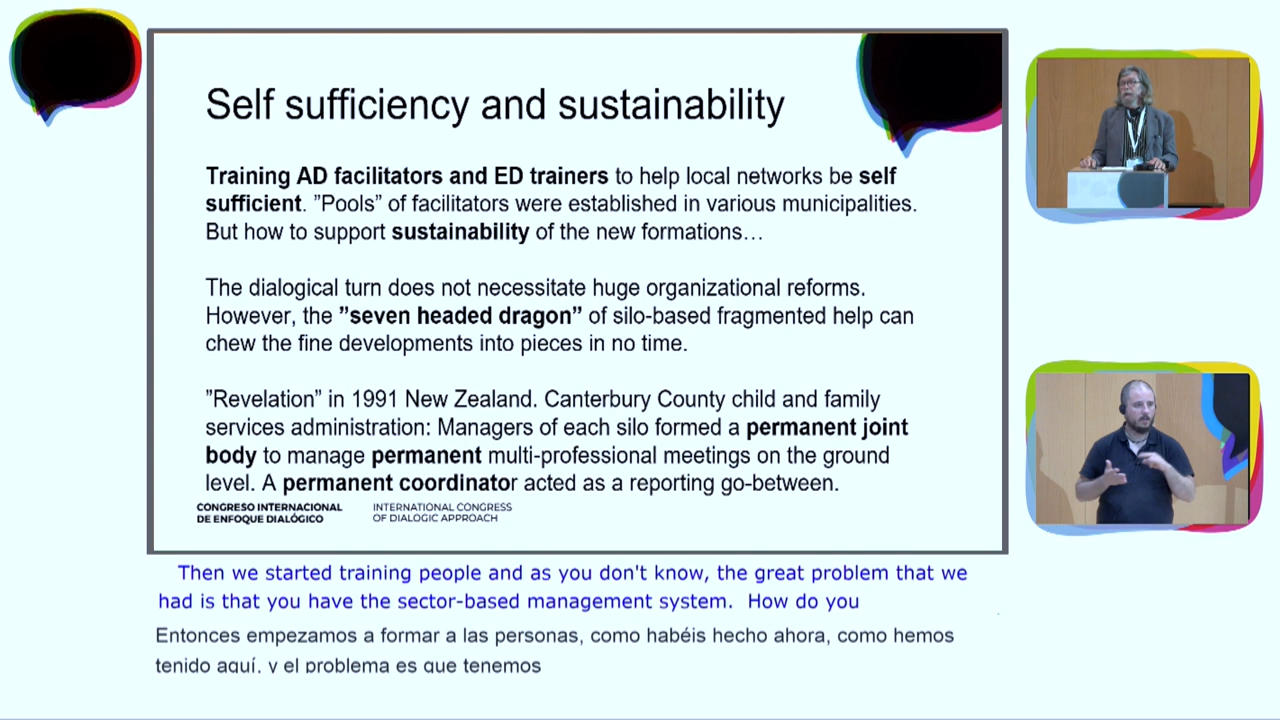 Self sufficiency and sustainability
Training AD facilitators and ED trainers to help local networks be self
sufficient. ”Pools” of facilitators were established in various municipalities.
But how to support sustainability of the new formations…
The dialogical turn does not necessitate huge organizational reforms.
However, the ”seven headed dragon” of silo-based fragmented help can
chew the fine developments into pieces in no time.
”Revelation” in 1991 New Zealand. Canterbury County child and family
services administration: Managers of each silo formed a permanent joint
body to manage permanent multi-professional meetings on the ground
level. A permanent coordinator acted as a reporting go-between.
CONGRESO INTERNACIONAL
DE ENFOQUE DIALÓGICO
INTERNATIONAL CONGRESS
OF DIALOGIC APPROACH
Then we started training people and as you don't know, the great problem that we
had is that you have the sector-based management system. How do you
Entonces empezamos a formar a las personas, como habéis hecho ahora, como hemos
tenido aquí, y el problema es que tenemos